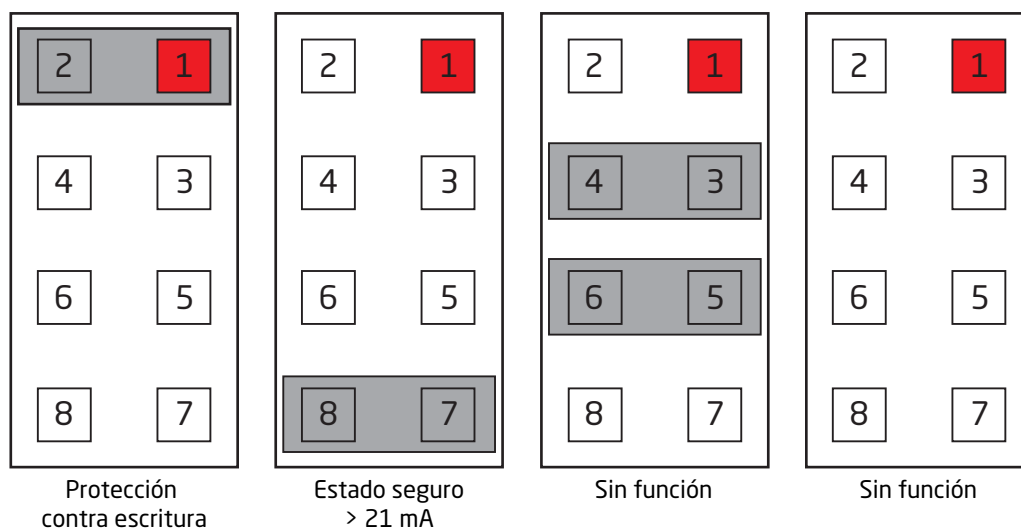 2 1 2 1 2 1 2 1
4 3 4 3 4 3 4 3
6 5 6 5 6 5 6 5
8 7 8 7 8 7 8 7
Protección Estado seguro Sin función Sin función
contra escritura > 21 mA